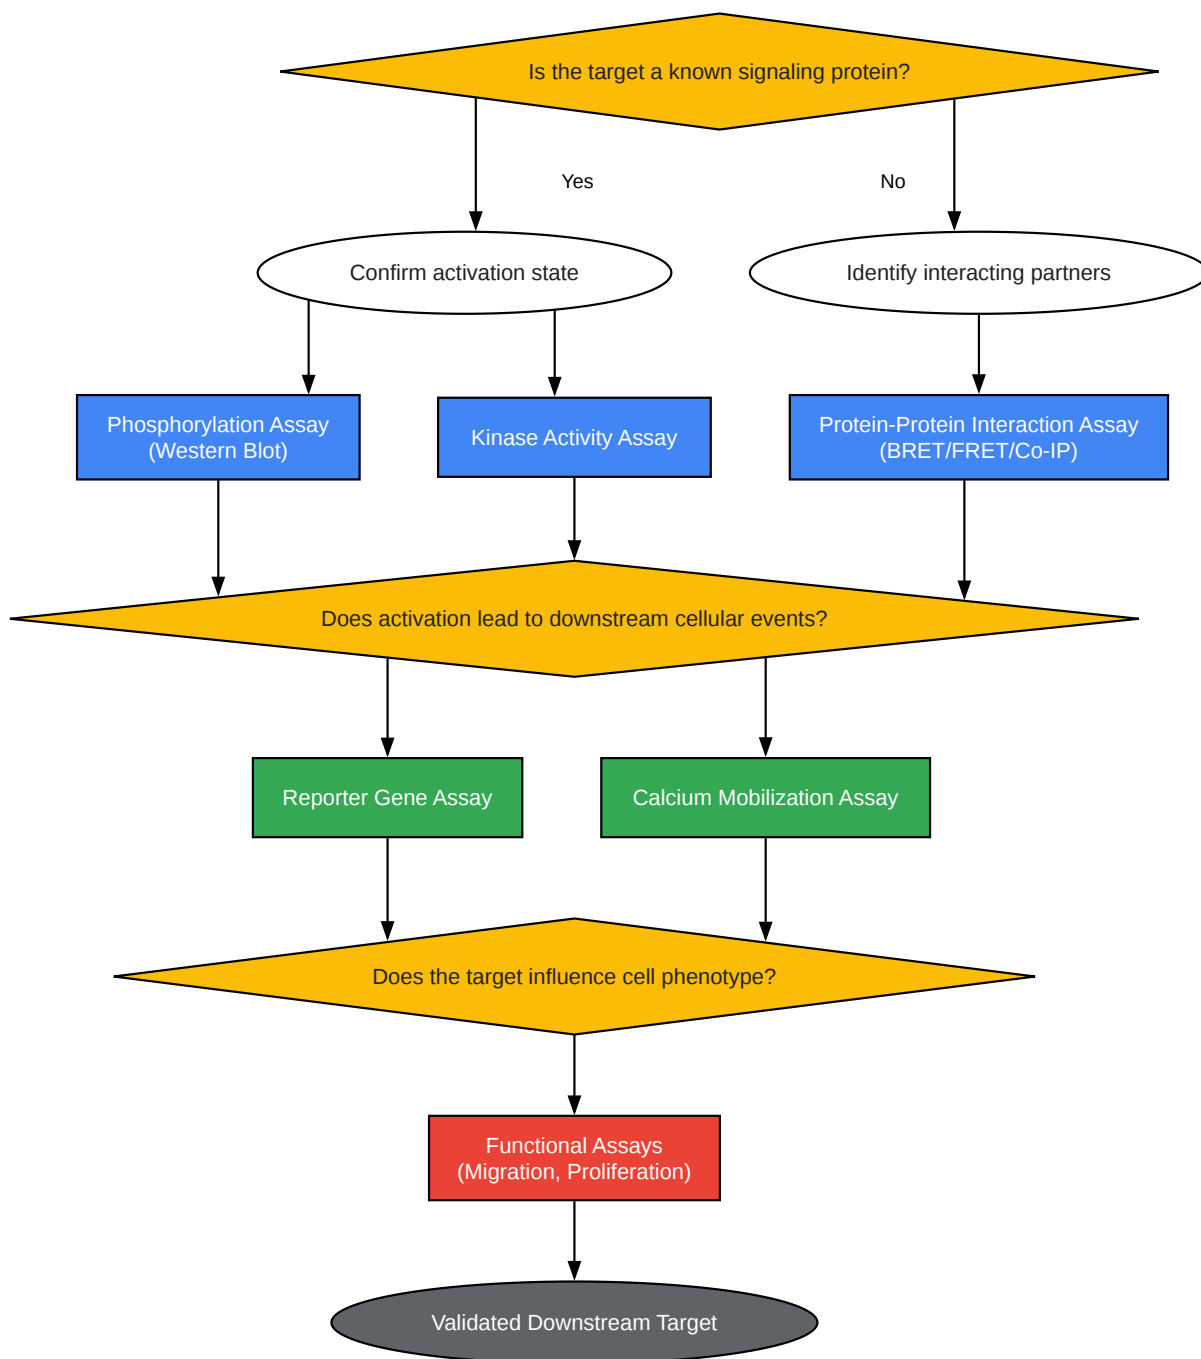 Is the target a known signaling protein?
Yes
No
Confirm activation state
Identify interacting partners
Phosphorylation Assay
(Western Blot)
Kinase Activity Assay
Protein-Protein Interaction Assay
(BRET/FRET/Co-IP)
Does activation lead to downstream cellular events?
Reporter Gene Assay
Calcium Mobilization Assay
Does the target influence cell phenotype?
Functional Assays
(Migration, Proliferation)
Validated Downstream Target